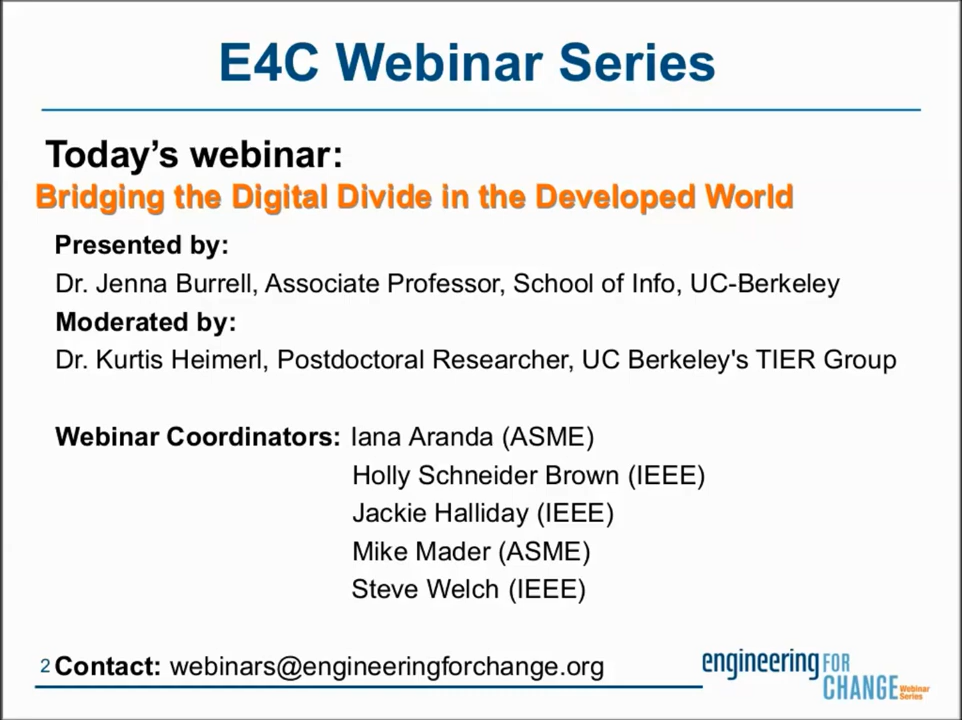 E4C Webinar Series
Today's webinar:
Bridging the Digital Divide in the Developed World
Presented by:
Dr. Jenna Burrell, Associate Professor, School of Info, UC-Berkeley
Moderated by:
Dr. Kurtis Heimerl, Postdoctoral Researcher, UC Berkeley's TIER Group
Webinar Coordinators: Iana Aranda (ASME)
Holly Schneider Brown (IEEE)
Jackie Halliday (IEEE)
Mike Mader (ASME)
Steve Welch (IEEE)
2 Contact: webinars@engineeringforchange.org
engineering FOR
CHANGE Webinar
Series